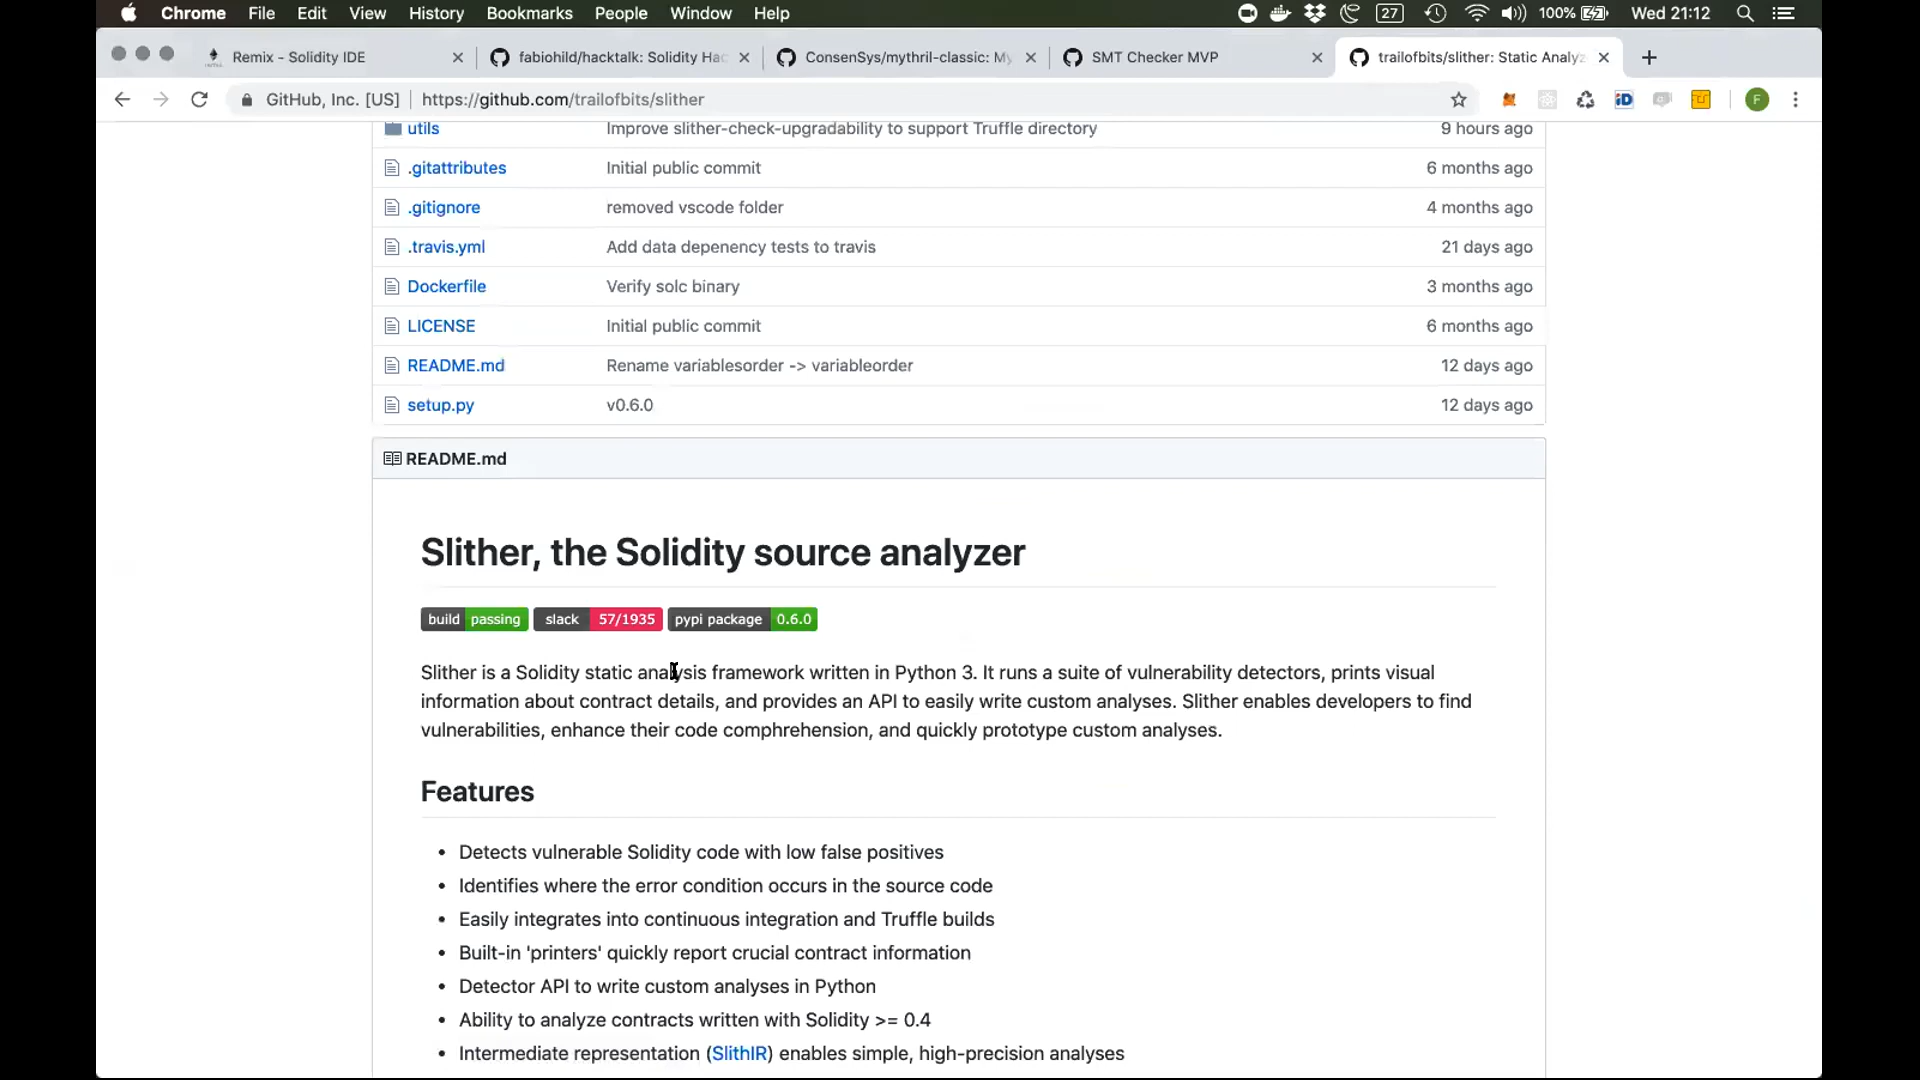 Chrome File Edit View History Bookmarks People Window Help 27 100% Wed 21:12
Remix - Solidity IDE fabiohild/hacktalk: Solidity Hac ConsenSys/mythril-classic: My SMT Checker MVP trailofbits/slither: Static Analyz
GitHub, Inc. [US] https://github.com/trailofbits/slither iD F
utils Improve slither-check-upgradability to support Truffle directory 9 hours ago
.gitattributes Initial public commit 6 months ago
.gitignore removed vscode folder 4 months ago
.travis.yml Add data depenency tests to travis 21 days ago
Dockerfile Verify solc binary 3 months ago
LICENSE Initial public commit 6 months ago
README.md Rename variablesorder -> variableorder 12 days ago
setup.py v0.6.0 12 days ago
README.md
Slither, the Solidity source analyzer
build passing slack 57/1935 pypi package 0.6.0
Slither is a Solidity static analysis framework written in Python 3. It runs a suite of vulnerability detectors, prints visual
information about contract details, and provides an API to easily write custom analyses. Slither enables developers to find
vulnerabilities, enhance their code comphrehension, and quickly prototype custom analyses.
Features
• Detects vulnerable Solidity code with low false positives
• Identifies where the error condition occurs in the source code
• Easily integrates into continuous integration and Truffle builds
• Built-in 'printers' quickly report crucial contract information
• Detector API to write custom analyses in Python
• Ability to analyze contracts written with Solidity >= 0.4
• Intermediate representation (SlithIR) enables simple, high-precision analyses